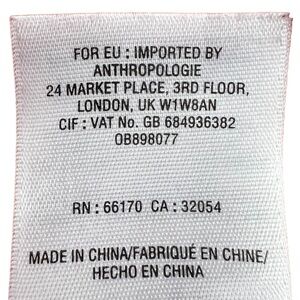 FOR EU : IMPORTED BY
ANTHROPOLOGIE
24 MARKET PLACE, 3RD FLOOR,
LONDON, UK W1W8AN
CIF : VAT No. GB 684936382
OB898077
RN : 66170 CA : 32054
MADE IN CHINA/FABRIQUÉ EN CHINE/
HECHO EN CHINA